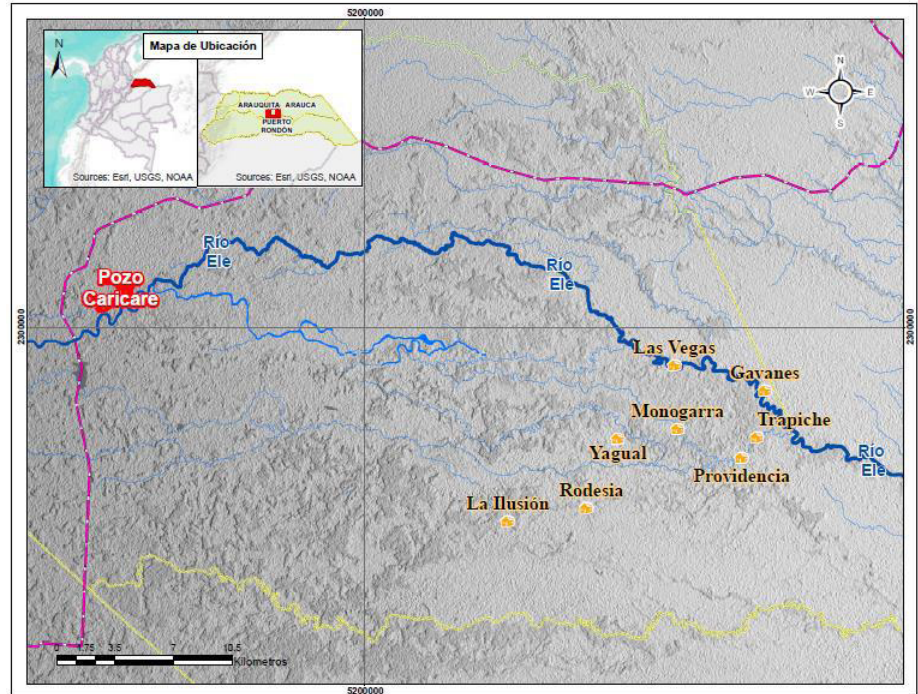 5200000
N
Mapa de Ubicación
ARAUQUITA ARAUCA
PUERTO
RONDÓN
Sources: Esri, USGS, NOAA
Sources: Esri, USGS, NOAA
N
W E
S
Río
Ele
Pozo
Caricare
Río
Ele
2300000
2300000
Las Vegas
Gavanes
Monogarra
Trapiche
Yagual
Río
Ele
Providencia
Rodesia
La Ilusión
0 1.75 3.5 7 10.5
Kilometros
5200000